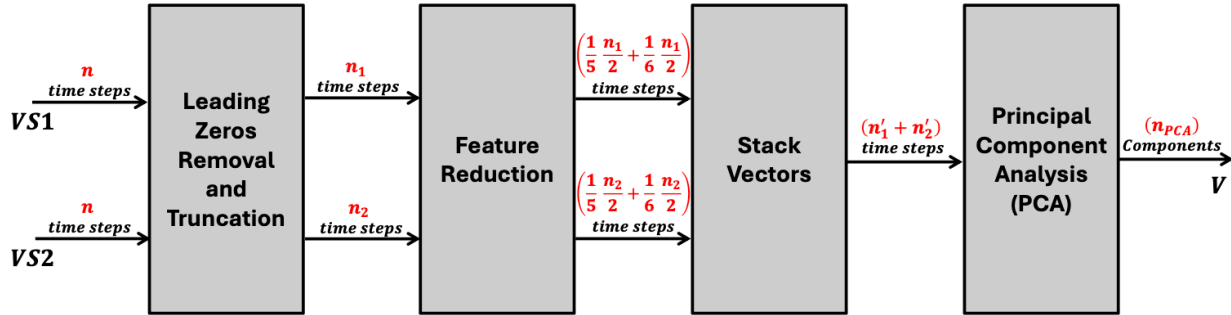 n
time steps
VS1
n
time steps
VS2
Leading
Zeros
Removal
and
Truncation
n₁
time steps
n₂
time steps
Feature
Reduction
(1/5 n₁/2 + 1/6 n₁/2)
time steps
(1/5 n₂/2 + 1/6 n₂/2)
time steps
Stack
Vectors
(n′₁ + n′₂)
time steps
Principal
Component
Analysis
(PCA)
(n_PCA)
Components
V